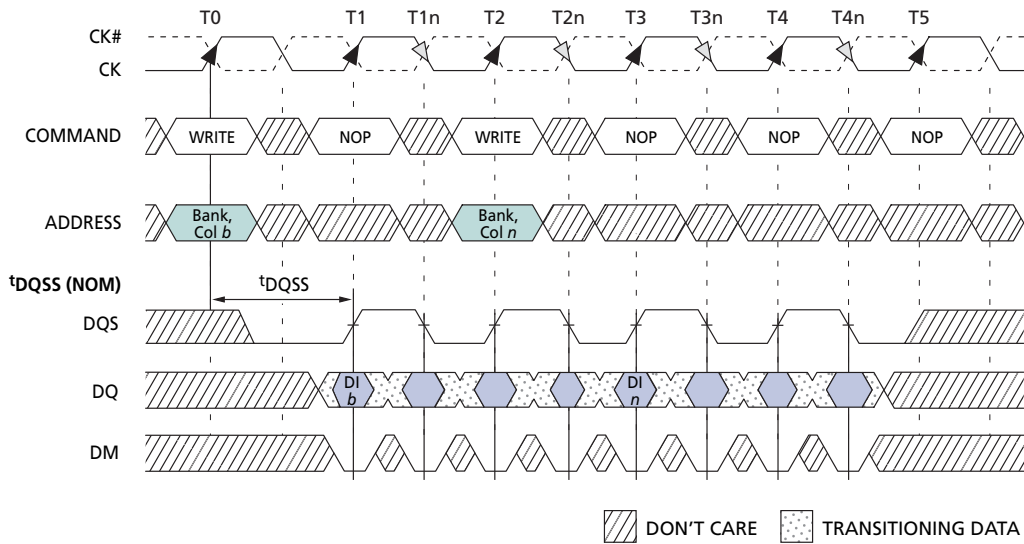 T0 T1 T1n T2 T2n T3 T3n T4 T4n T5
CK#
CK
COMMAND WRITE NOP WRITE NOP NOP NOP
ADDRESS Bank, Col b Bank, Col n
tDQSS (NOM) tDQSS
DQS
DQ DI b DI n
DM
DON'T CARE TRANSITIONING DATA